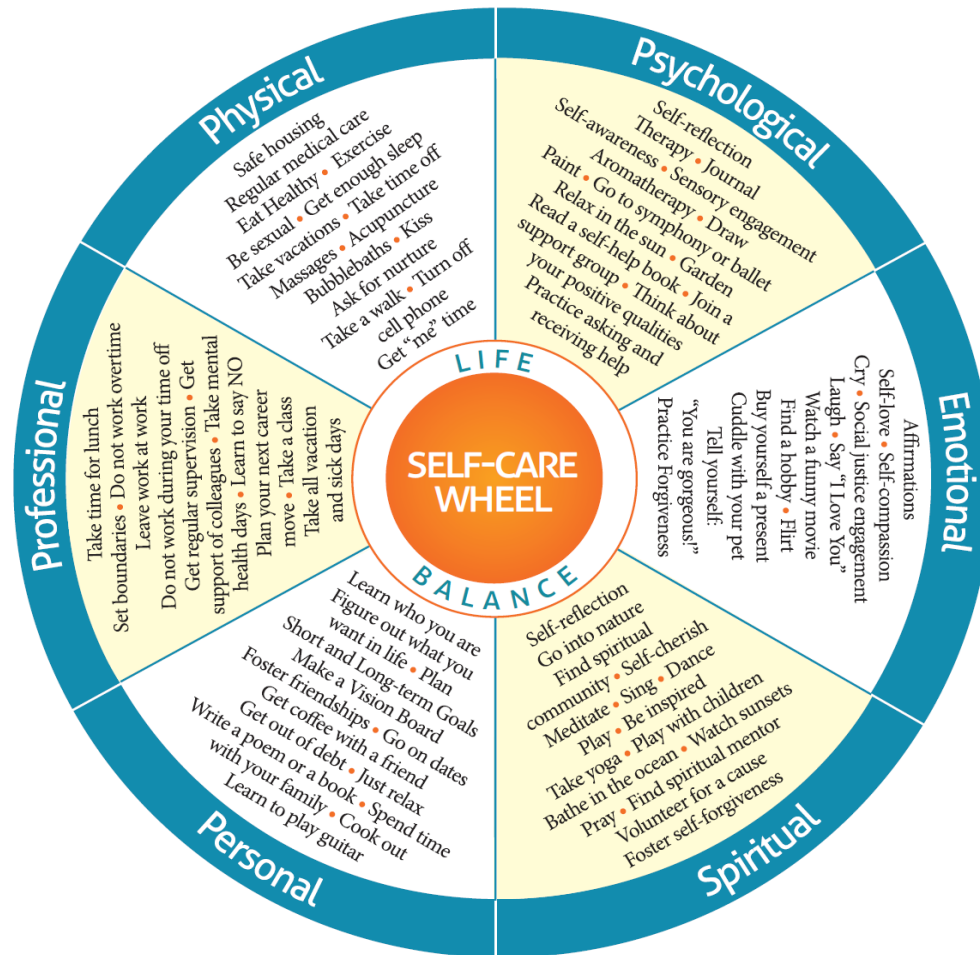 Physical
Safe housing
Regular medical care
Eat Healthy • Exercise
Be sexual • Get enough sleep
Take vacations • Take time off
Massages • Acupuncture
Bubblebaths • Kiss
Ask for nurture
Take a walk • Turn off
cell phone
Get “me” time
Psychological
Self-reflection
Therapy • Journal
Self-awareness • Sensory engagement
Aromatherapy • Draw
Paint • Go to symphony or ballet
Relax in the sun • Garden
Read a self-help book • Join a
support group • Think about
your positive qualities
Practice asking and
receiving help
Emotional
Affirmations
Self-love • Self-compassion
Cry • Social justice engagement
Laugh • Say “I Love You”
Watch a funny movie
Find a hobby • Flirt
Buy yourself a present
Cuddle with your pet
Tell yourself:
“You are gorgeous!”
Practice Forgiveness
Spiritual
Self-reflection
Go into nature
Find spiritual
community • Self-cherish
Meditate • Sing • Dance
Play • Be inspired
Take yoga • Play with children
Bathe in the ocean • Watch sunsets
Pray • Find spiritual mentor
Volunteer for a cause
Foster self-forgiveness
Personal
Learn who you are
Figure out what you
want in life • Plan
Short and Long-term Goals
Make a Vision Board
Foster friendships • Go on dates
Get coffee with a friend
Get out of debt • Just relax
Write a poem or a book • Spend time
with your family • Cook out
Learn to play guitar
Professional
Take time for lunch
Set boundaries • Do not work overtime
Leave work at work
Do not work during your time off
Get regular supervision • Get
support of colleagues • Take mental
health days • Learn to say NO
Plan your next career
move • Take a class
Take all vacation
and sick days
LIFE
SELF-CARE
WHEEL
BALANCE